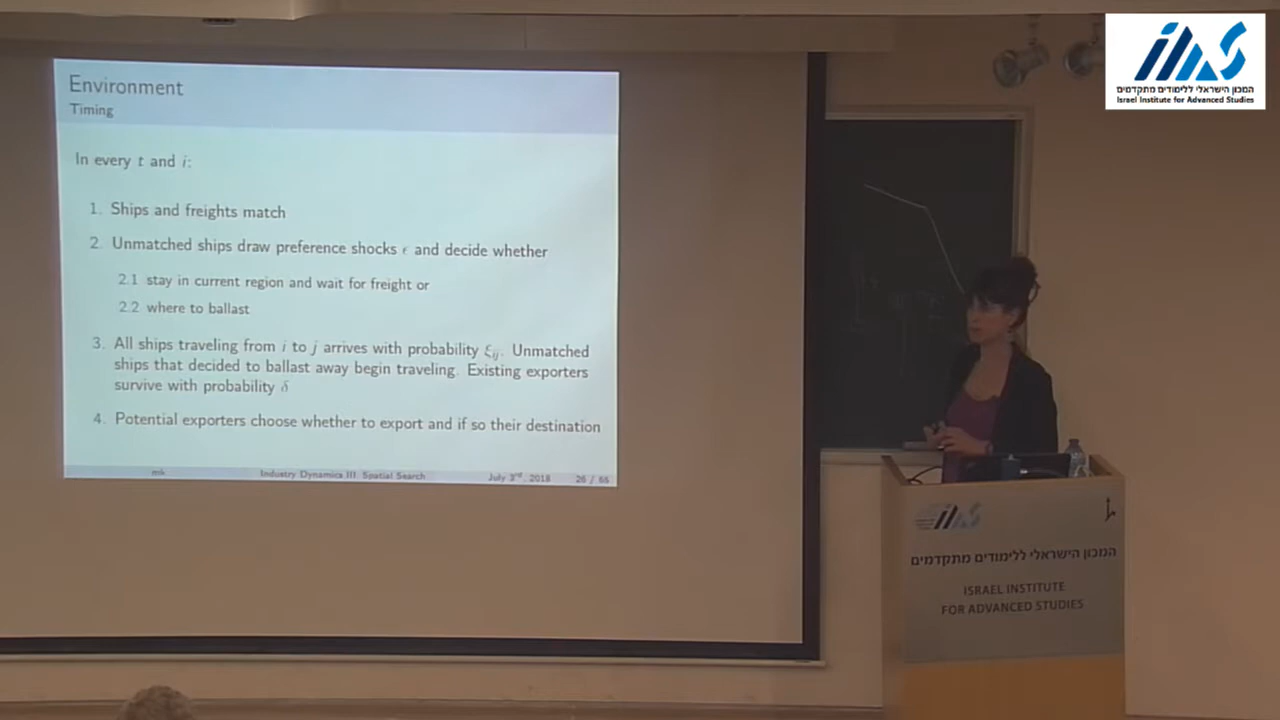 Environment
Timing
In every t and i:
1. Ships and freights match
2. Unmatched ships draw preference shocks ϵ and decide whether
2.1 stay in current region and wait for freight or
2.2 where to ballast
3. All ships traveling from i to j arrives with probability ξij. Unmatched
ships that decided to ballast away begin traveling. Existing exporters
survive with probability δ
4. Potential exporters choose whether to export and if so their destination
mk Industry Dynamics III Spatial Search July 3rd, 2018 26 / 66
המכון הישראלי ללימודים מתקדמים
Israel Institute for Advanced Studies
המכון הישראלי ללימודים מתקדמים
ISRAEL INSTITUTE
FOR ADVANCED STUDIES